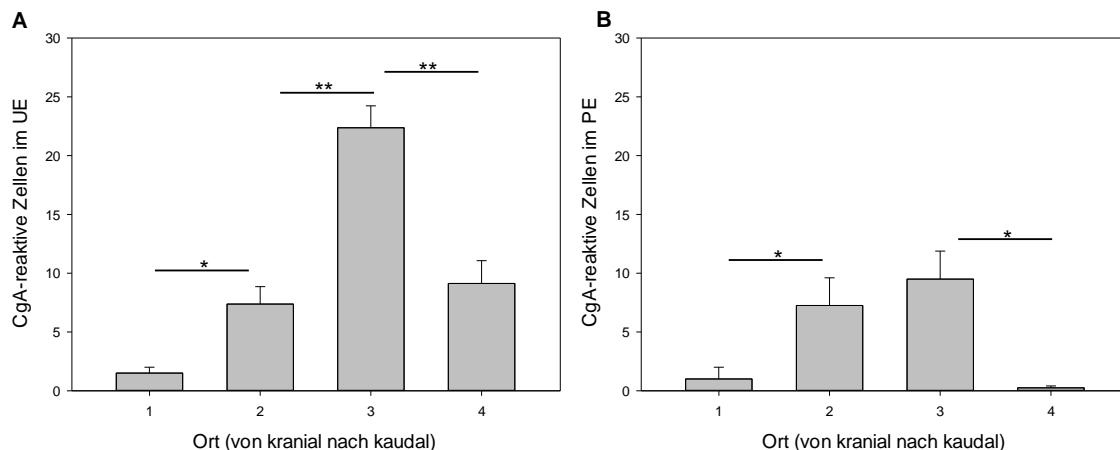 A
CgA-reaktive Zellen im UE
30
25
20
15
10
5
0
*
**
**
1 2 3 4
Ort (von kranial nach kaudal)
B
CgA-reaktive Zellen im PE
30
25
20
15
10
5
0
*
*
1 2 3 4
Ort (von kranial nach kaudal)